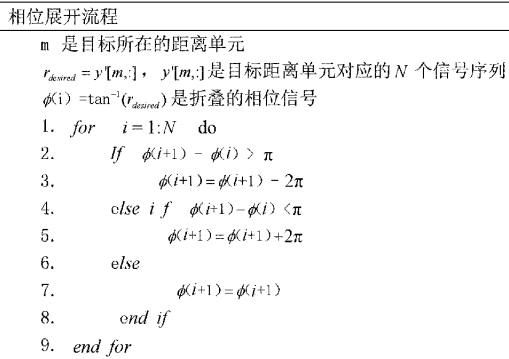 相位展开流程
m 是目标所在的距离单元
r_desired = y'[m,:]，y'[m,:]是目标距离单元对应的N 个信号序列
ϕ(i) =tan⁻¹(r_desired)是折叠的相位信号
1. for i=1:N do
2. If ϕ(i+1) - ϕ(i) > π
3. ϕ(i+1)=ϕ(i+1) - 2π
4. else if ϕ(i+1)-ϕ(i) <π
5. ϕ(i+1)=ϕ(i+1)+2π
6. else
7. ϕ(i+1)=ϕ(i+1)
8. end if
9. end for